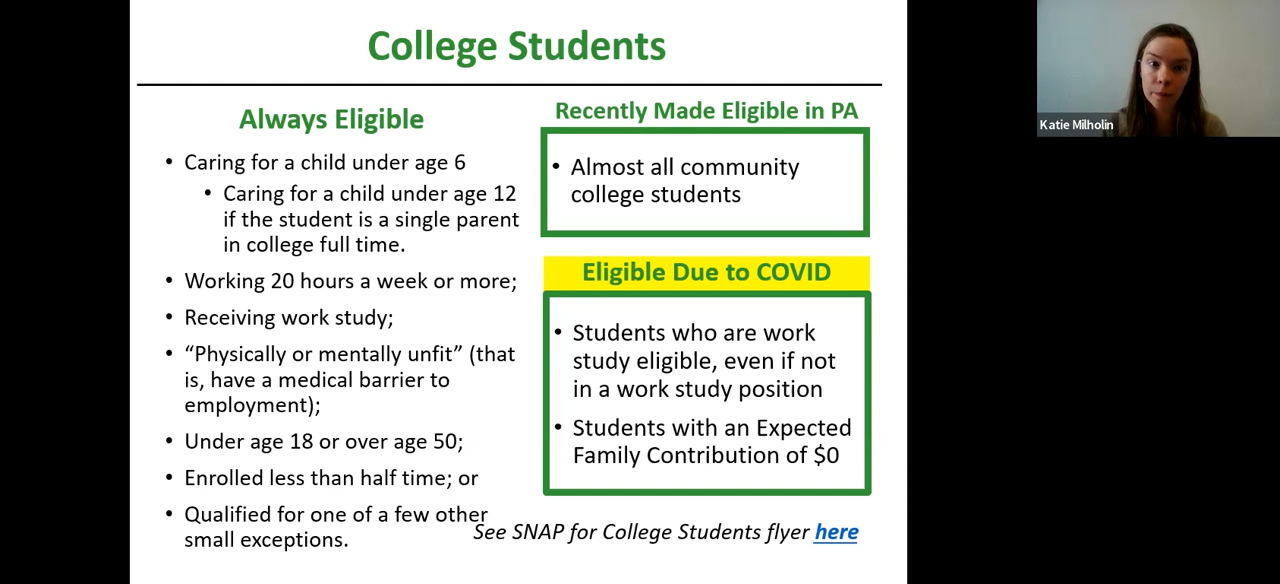 College Students
Always Eligible
• Caring for a child under age 6
• Caring for a child under age 12
if the student is a single parent
in college full time.
• Working 20 hours a week or more;
• Receiving work study;
• “Physically or mentally unfit” (that
is, have a medical barrier to
employment);
• Under age 18 or over age 50;
• Enrolled less than half time; or
• Qualified for one of a few other
small exceptions.
Recently Made Eligible in PA
• Almost all community
college students
Eligible Due to COVID
• Students who are work
study eligible, even if not
in a work study position
• Students with an Expected
Family Contribution of $0
See SNAP for College Students flyer here
Katie Milholin